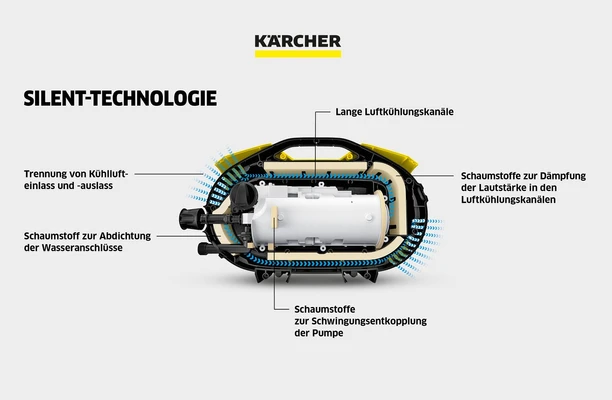 KÄRCHER
SILENT-TECHNOLOGIE
Lange Luftkühlungskanäle
Trennung von Kühlluft-
einlass und -auslass
Schaumstoffe zur Dämpfung
der Lautstärke in den
Luftkühlungskanälen
Schaumstoff zur Abdichtung
der Wasseranschlüsse
Schaumstoffe
zur Schwingungsentkopplung
der Pumpe